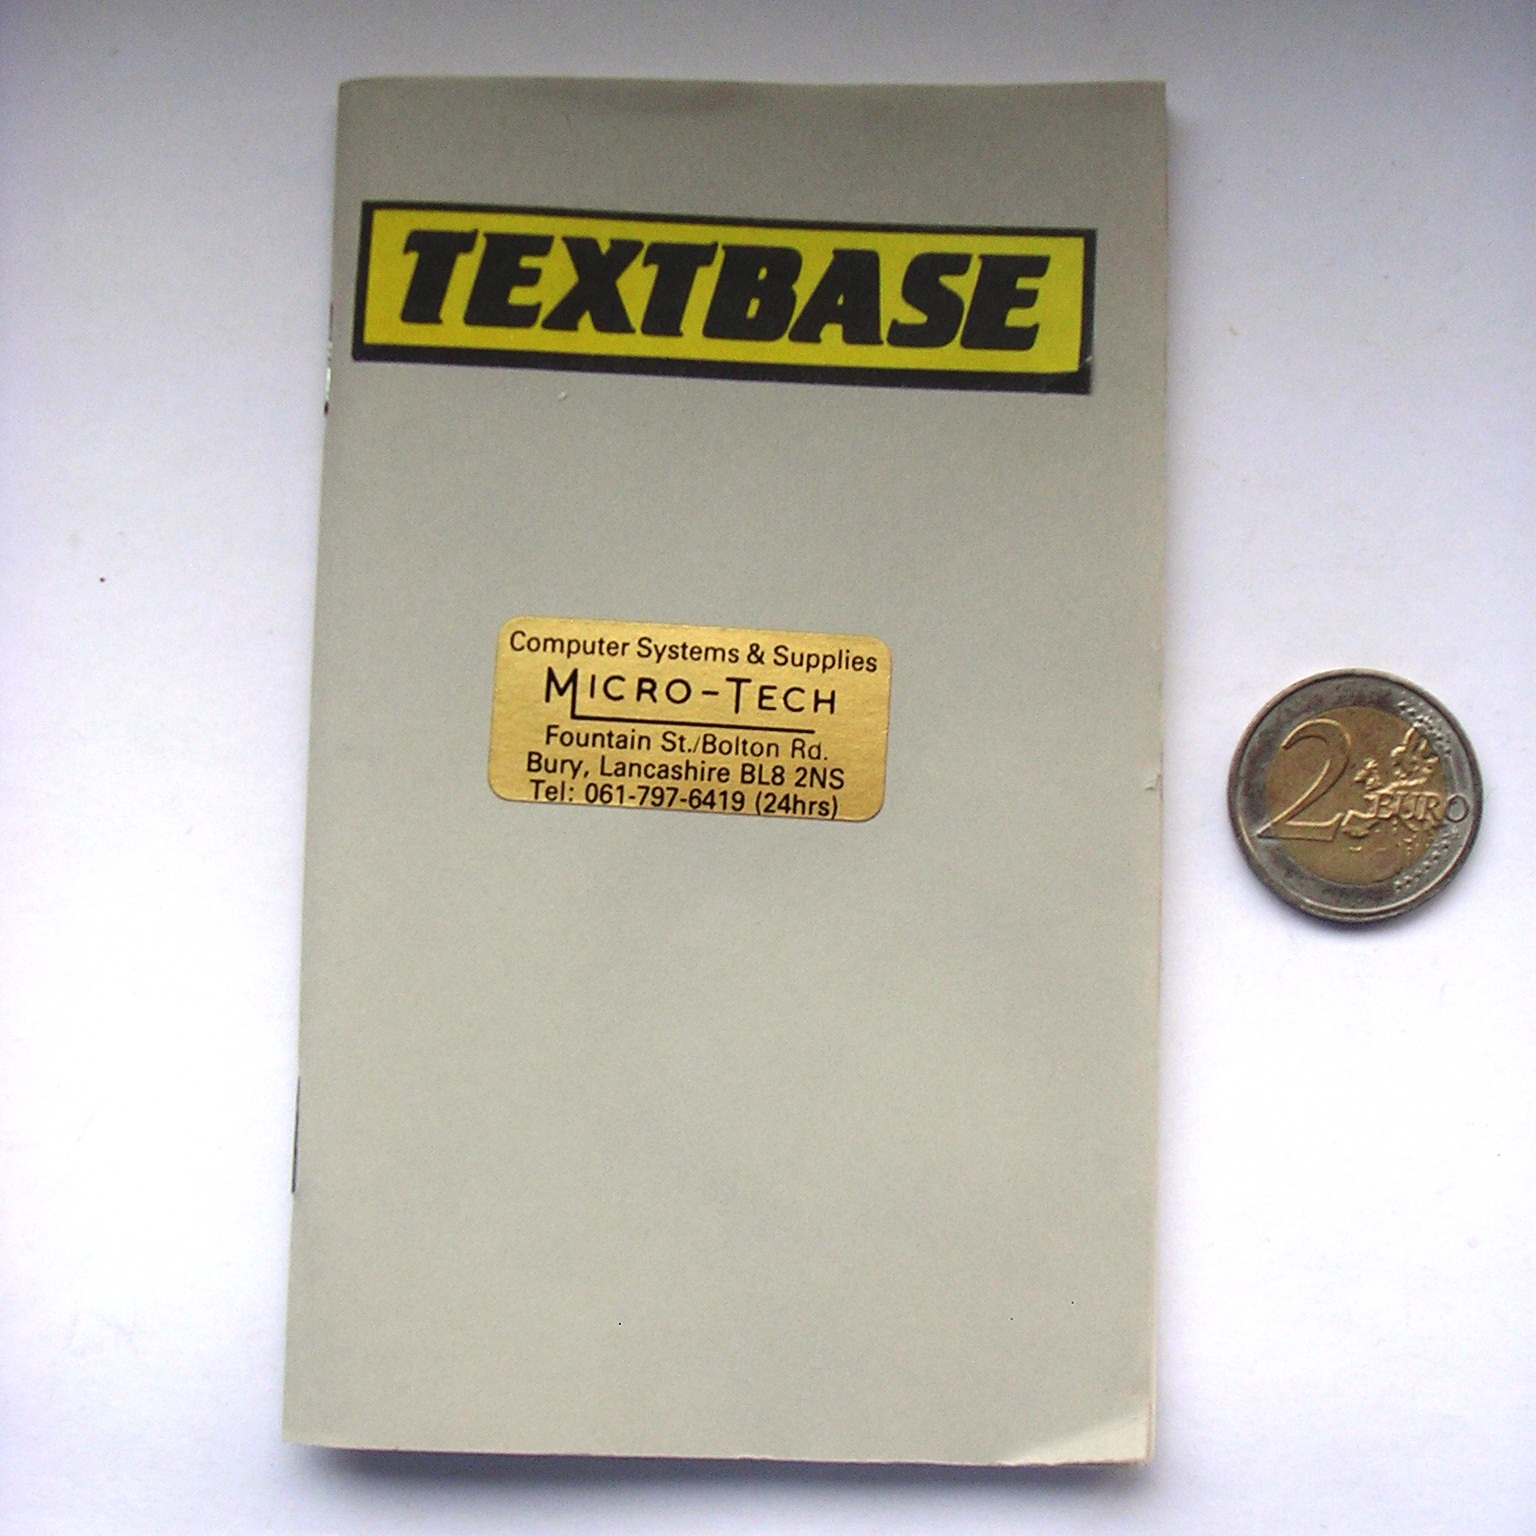 TEXTBASE
Computer Systems & Supplies
MICRO-TECH
Fountain St./Bolton Rd.
Bury, Lancashire BL8 2NS
Tel: 061-797-6419 (24hrs)
2 EURO